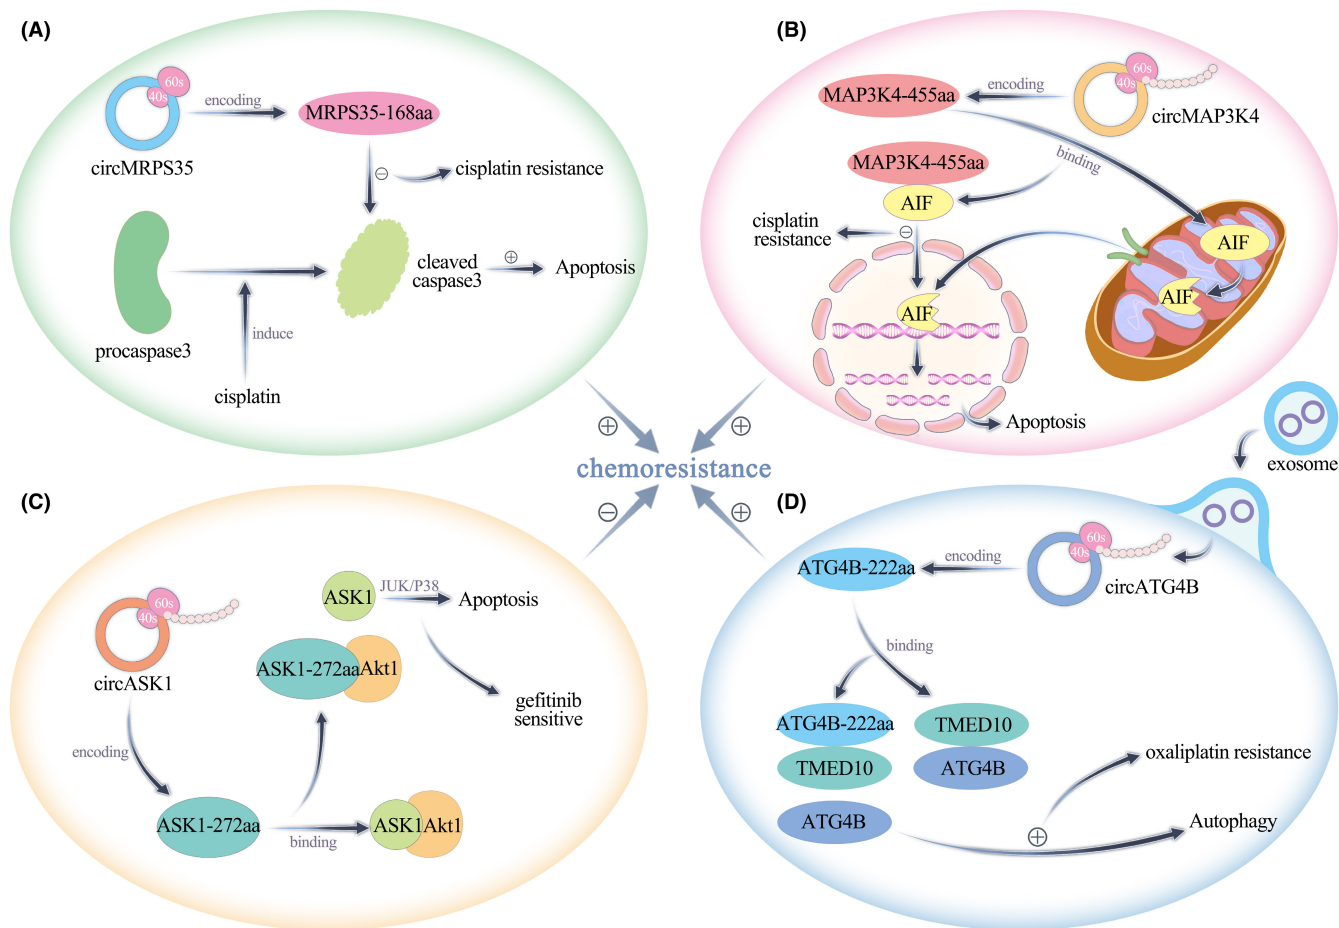 (A)
60s
40s
encoding
MRPS35-168aa
circMRPS35
⊖
cisplatin resistance
cleaved
caspase3
⊕
Apoptosis
procaspase3
induce
cisplatin
(B)
60s
40s
encoding
MAP3K4-455aa
circMAP3K4
binding
MAP3K4-455aa
AIF
cisplatin
resistance
⊖
AIF
AIF
AIF
Apoptosis
⊕
⊕
chemoresistance
⊖
⊕
exosome
(C)
60s
40s
circASK1
encoding
ASK1-272aa
binding
ASK1
Akt1
ASK1-272aa
Akt1
ASK1
JUK/P38
Apoptosis
gefitinib
sensitive
(D)
60s
40s
encoding
ATG4B-222aa
circATG4B
binding
ATG4B-222aa
TMED10
TMED10
ATG4B
ATG4B
⊕
oxaliplatin resistance
Autophagy